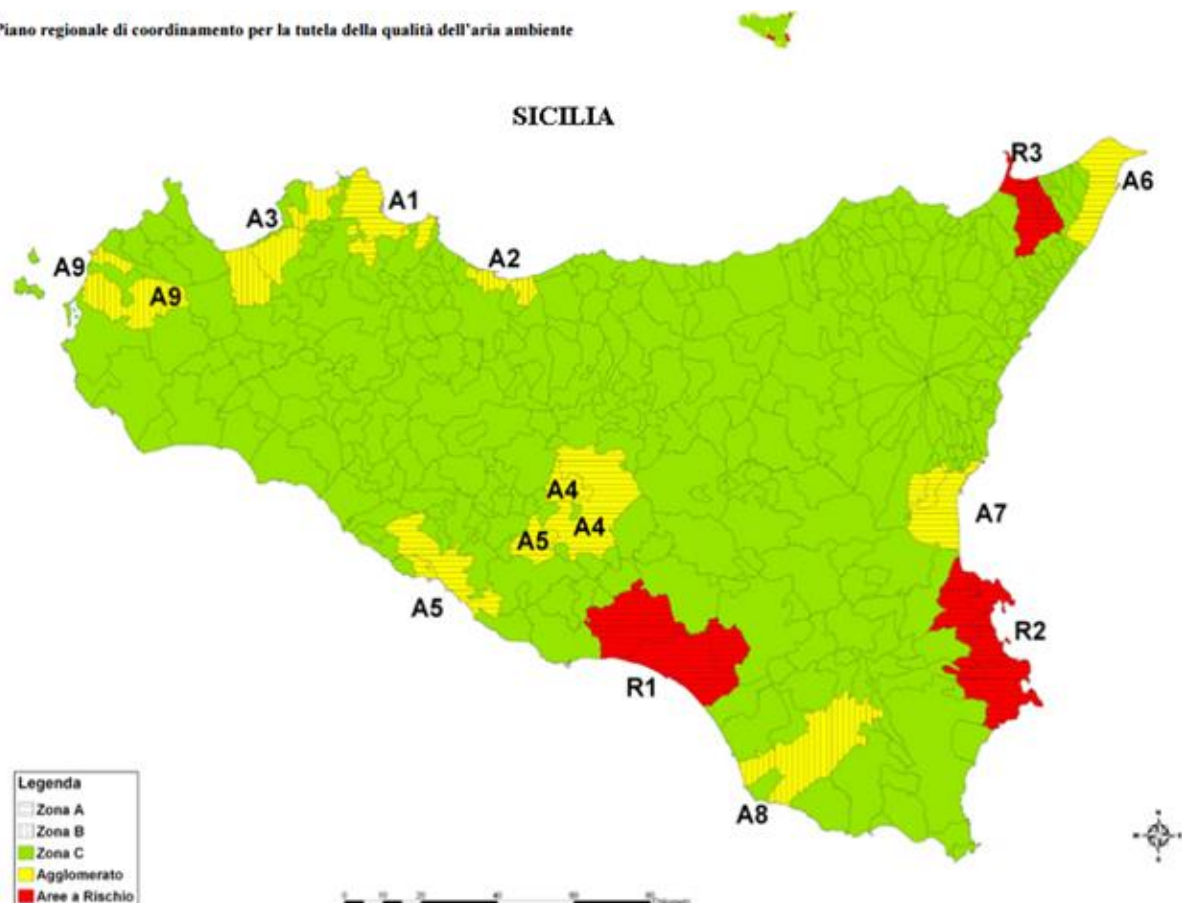 Piano regionale di coordinamento per la tutela della qualità dell'aria ambiente
SICILIA
R3
A6
A1
A3
A2
A9
A9
A4
A4
A5
A5
A7
R2
R1
A8
Legenda
Zona A
Zona B
Zona C
Agglomerato
Aree a Rischio